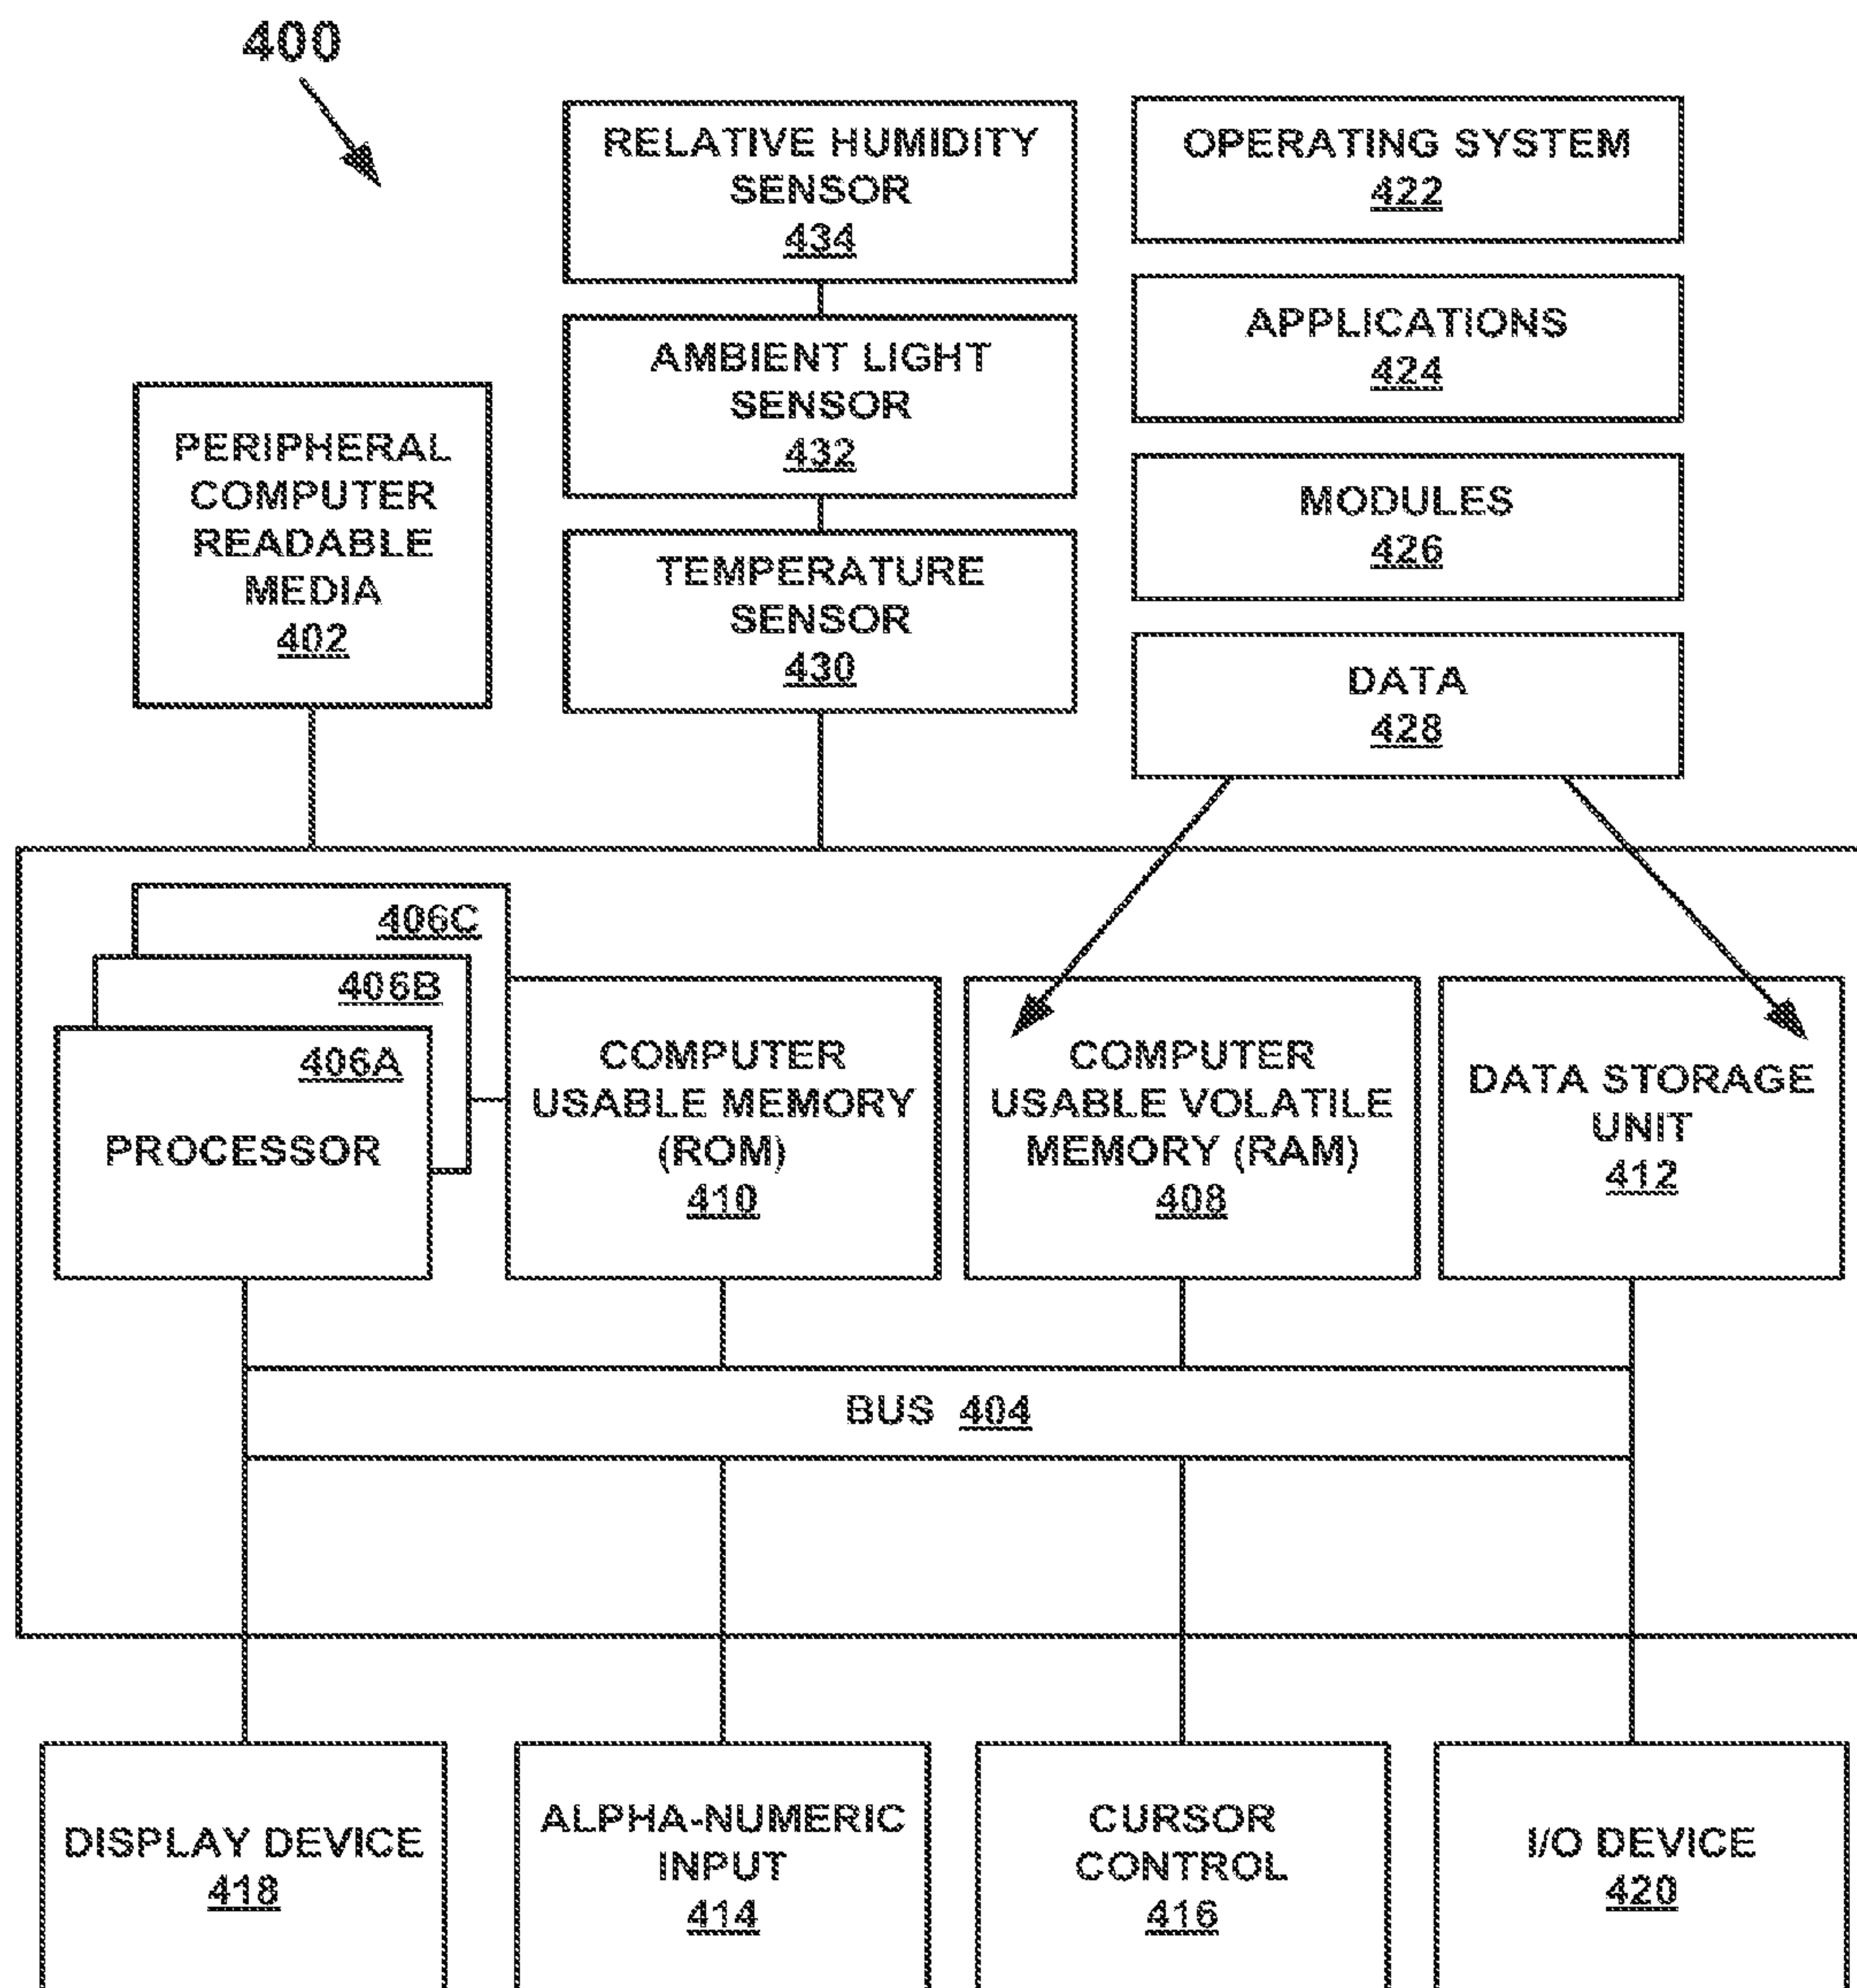 400
RELATIVE HUMIDITY
SENSOR
434
OPERATING SYSTEM
422
AMBIENT LIGHT
SENSOR
432
APPLICATIONS
424
PERIPHERAL
COMPUTER
READABLE
MEDIA
402
TEMPERATURE
SENSOR
430
MODULES
426
DATA
428
406C
406B
406A
PROCESSOR
COMPUTER
USABLE MEMORY
(ROM)
410
COMPUTER
USABLE VOLATILE
MEMORY (RAM)
408
DATA STORAGE
UNIT
412
BUS 404
DISPLAY DEVICE
418
ALPHA-NUMERIC
INPUT
414
CURSOR
CONTROL
416
I/O DEVICE
420